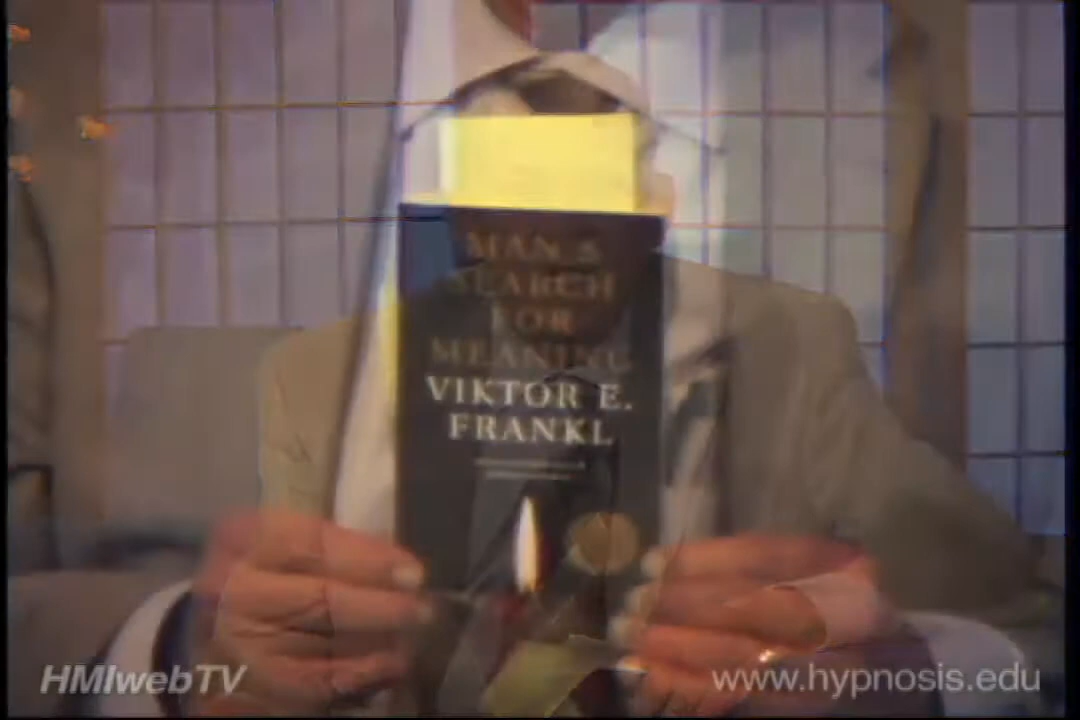 MAN'S
SEARCH
FOR
MEANING
VIKTOR E.
FRANKL
HMIwebTV
www.hypnosis.edu